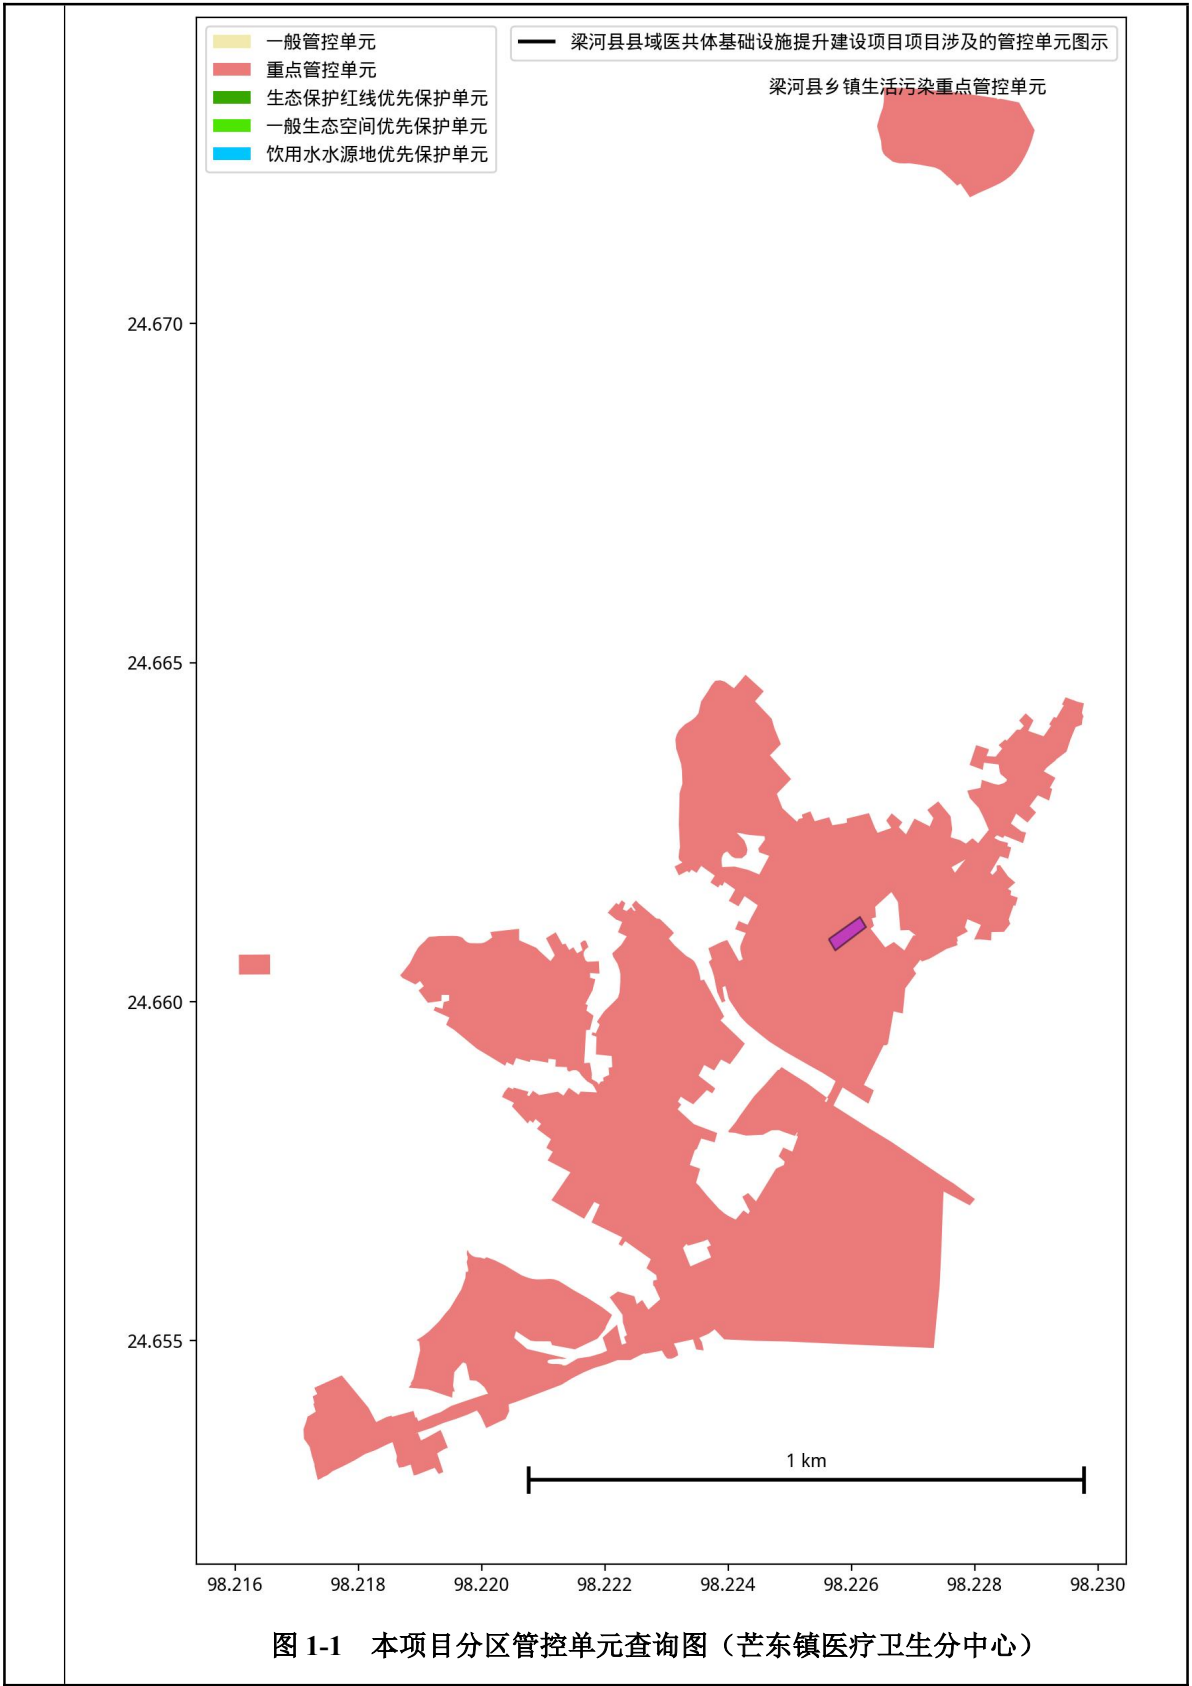 一般管控单元
重点管控单元
生态保护红线优先保护单元
一般生态空间优先保护单元
饮用水水源地优先保护单元
梁河县县域医共体基础设施提升建设项目项目涉及的管控单元图示
梁河县乡镇生活污染重点管控单元
24.670
24.665
24.660
24.655
1 km
98.216 98.218 98.220 98.222 98.224 98.226 98.228 98.230
图 1-1 本项目分区管控单元查询图（芒东镇医疗卫生分中心）